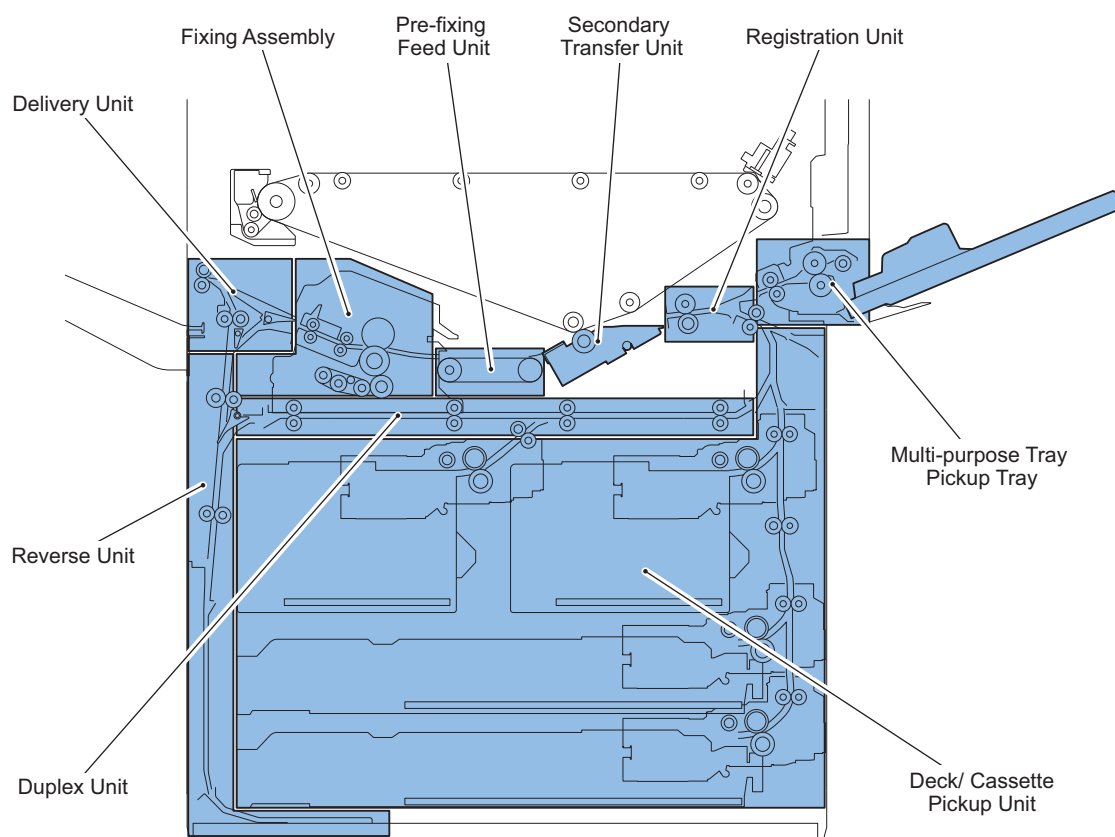 Fixing Assembly
Pre-fixing
Feed Unit
Secondary
Transfer Unit
Registration Unit
Delivery Unit
Multi-purpose Tray
Pickup Tray
Reverse Unit
Duplex Unit
Deck/ Cassette
Pickup Unit